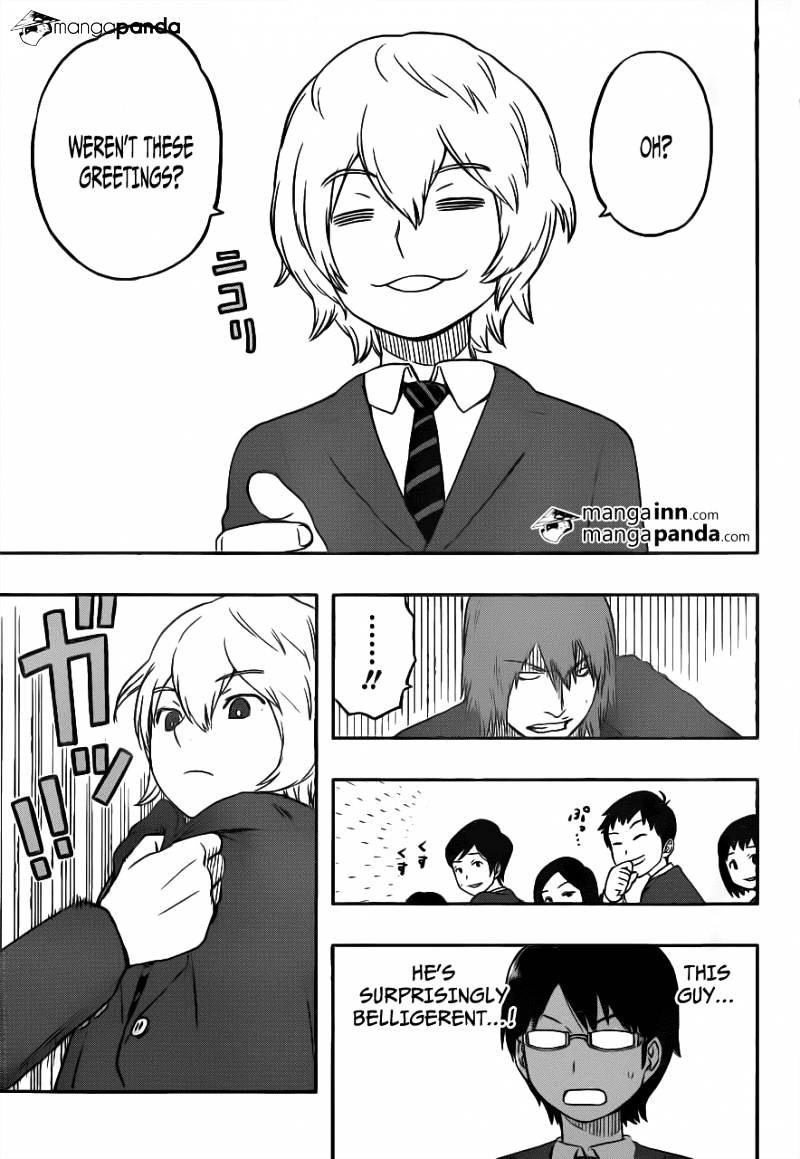 mangapanda
OH?
WEREN'T THESE
GREETINGS?
ニコリ
mangainn.com
mangapanda.com
……!!
くす
くす
ぷ…
THIS
GUY...
HE'S
SURPRISINGLY
BELLIGERENT...!
ガッ!!